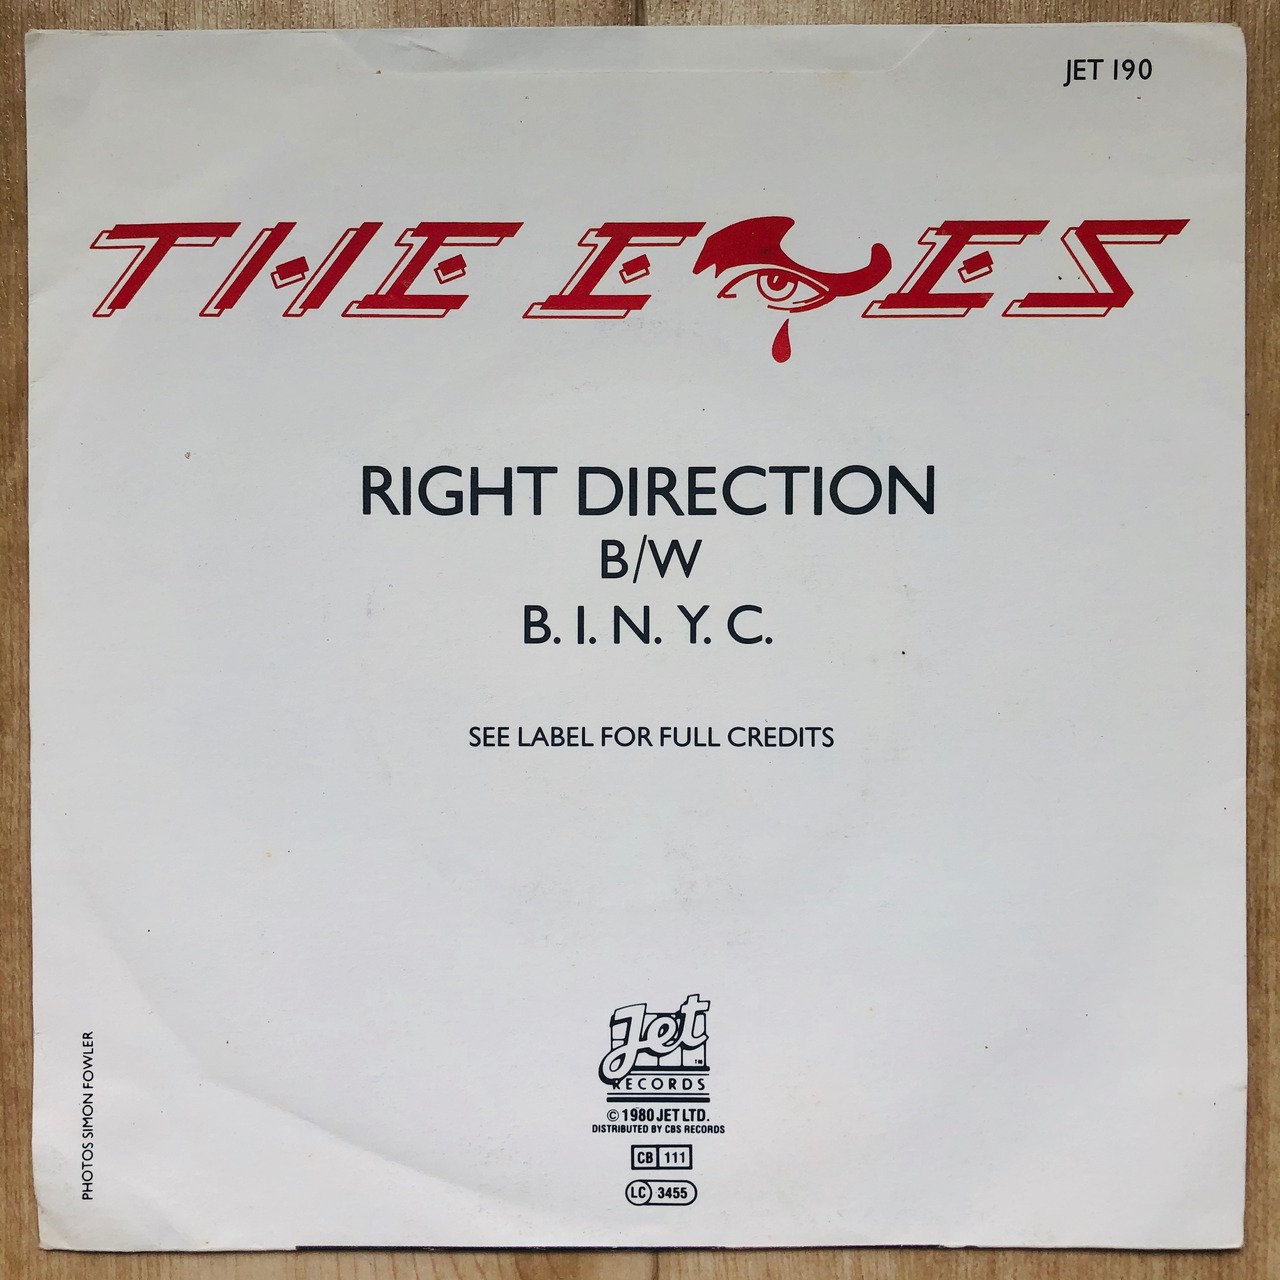 JET 190
THE EYES
RIGHT DIRECTION
B/W
B. I. N. Y. C.
SEE LABEL FOR FULL CREDITS
PHOTOS SIMON FOWLER
Jet
TM
RECORDS
© 1980 JET LTD.
DISTRIBUTED BY CBS RECORDS
CB 111
LC 3455